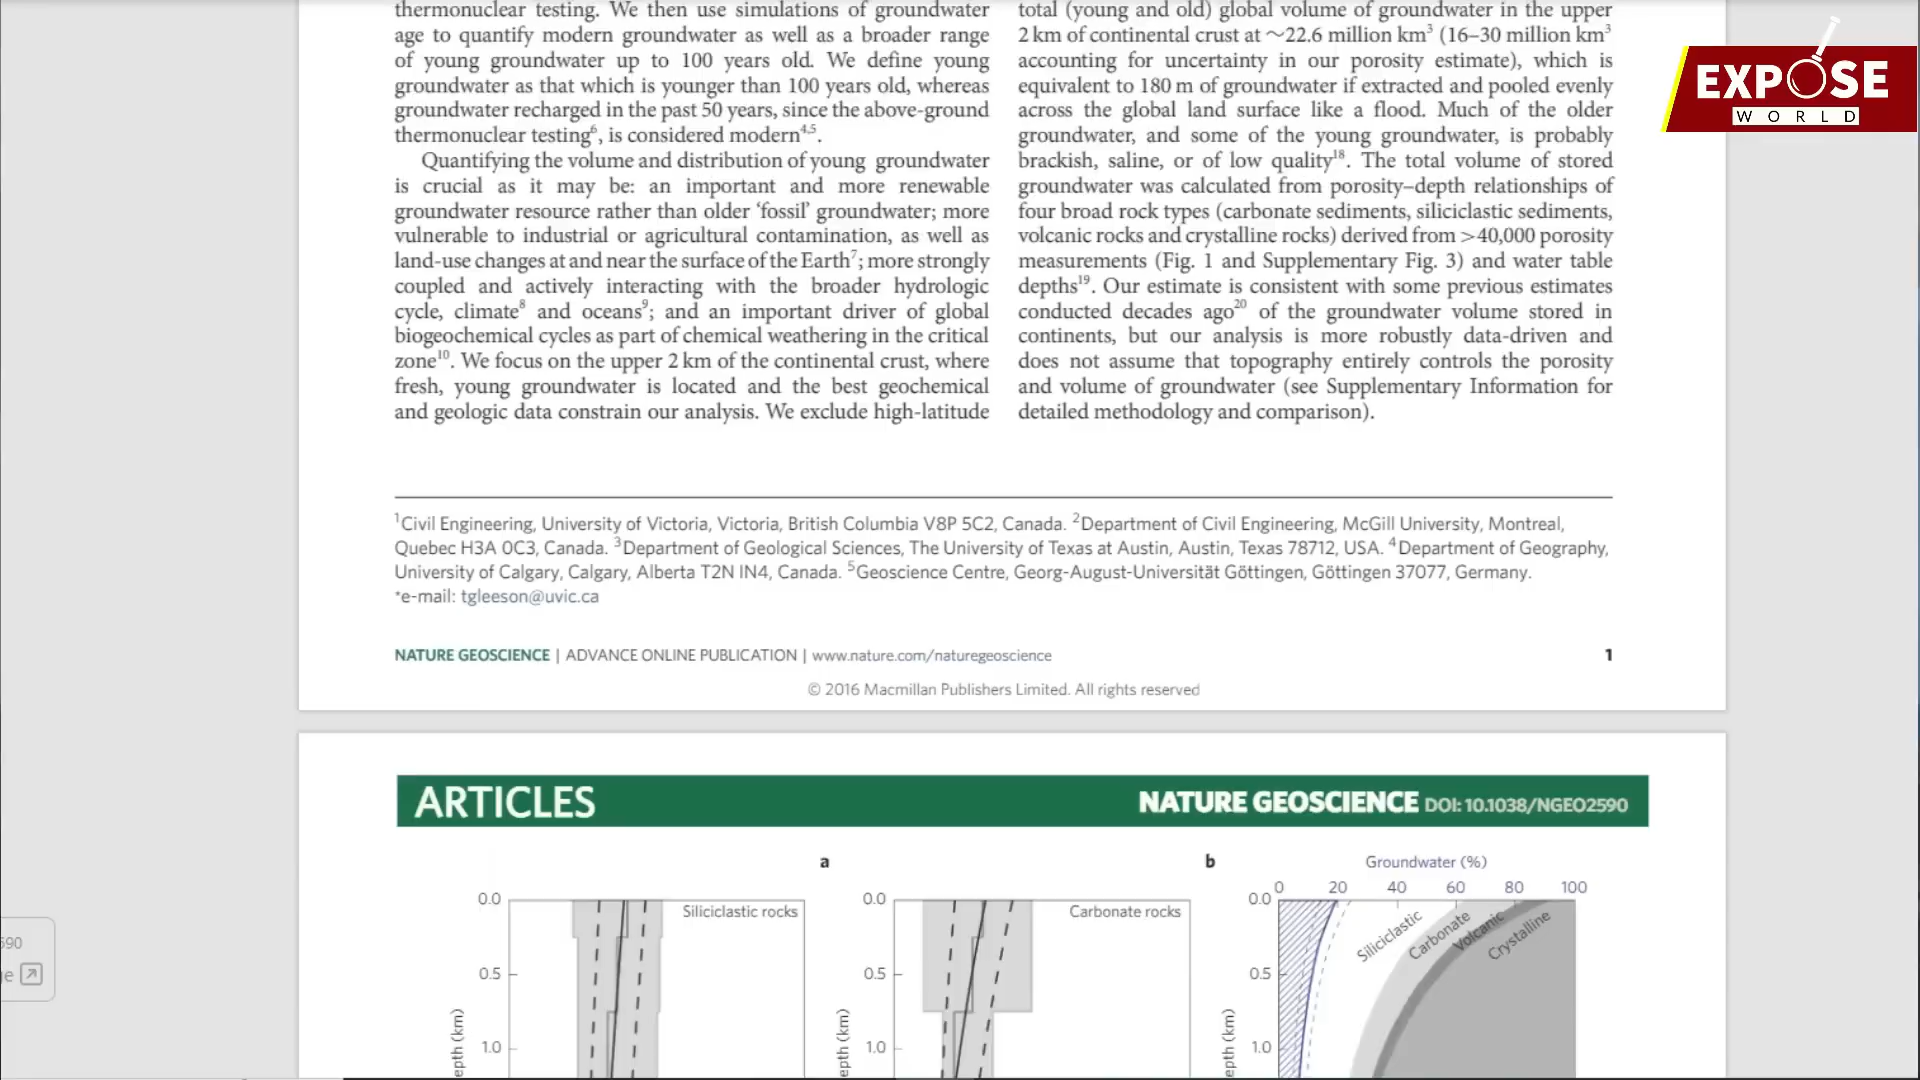 thermonuclear testing. We then use simulations of groundwater
age to quantify modern groundwater as well as a broader range
of young groundwater up to 100 years old. We define young
groundwater as that which is younger than 100 years old, whereas
groundwater recharged in the past 50 years, since the above-ground
thermonuclear testing⁶, is considered modern⁴,⁵.
Quantifying the volume and distribution of young groundwater
is crucial as it may be: an important and more renewable
groundwater resource rather than older ‘fossil’ groundwater; more
vulnerable to industrial or agricultural contamination, as well as
land-use changes at and near the surface of the Earth⁷; more strongly
coupled and actively interacting with the broader hydrologic
cycle, climate⁸ and oceans⁹; and an important driver of global
biogeochemical cycles as part of chemical weathering in the critical
zone¹⁰. We focus on the upper 2 km of the continental crust, where
fresh, young groundwater is located and the best geochemical
and geologic data constrain our analysis. We exclude high-latitude
total (young and old) global volume of groundwater in the upper
2 km of continental crust at ~22.6 million km³ (16–30 million km³
accounting for uncertainty in our porosity estimate), which is
equivalent to 180 m of groundwater if extracted and pooled evenly
across the global land surface like a flood. Much of the older
groundwater, and some of the young groundwater, is probably
brackish, saline, or of low quality¹⁸. The total volume of stored
groundwater was calculated from porosity–depth relationships of
four broad rock types (carbonate sediments, siliciclastic sediments,
volcanic rocks and crystalline rocks) derived from >40,000 porosity
measurements (Fig. 1 and Supplementary Fig. 3) and water table
depths¹⁹. Our estimate is consistent with some previous estimates
conducted decades ago²⁰ of the groundwater volume stored in
continents, but our analysis is more robustly data-driven and
does not assume that topography entirely controls the porosity
and volume of groundwater (see Supplementary Information for
detailed methodology and comparison).
EXPOSE
WORLD
¹Civil Engineering, University of Victoria, Victoria, British Columbia V8P 5C2, Canada. ²Department of Civil Engineering, McGill University, Montreal,
Quebec H3A 0C3, Canada. ³Department of Geological Sciences, The University of Texas at Austin, Austin, Texas 78712, USA. ⁴Department of Geography,
University of Calgary, Calgary, Alberta T2N IN4, Canada. ⁵Geoscience Centre, Georg-August-Universität Göttingen, Göttingen 37077, Germany.
*e-mail: tgleeson@uvic.ca
NATURE GEOSCIENCE | ADVANCE ONLINE PUBLICATION | www.nature.com/naturegeoscience 1
© 2016 Macmillan Publishers Limited. All rights reserved
ARTICLES NATURE GEOSCIENCE DOI: 10.1038/NGEO2590
a
0.0 Siliciclastic rocks
0.5
1.0
epth (km)
0.0 Carbonate rocks
0.5
1.0
epth (km)
b
Groundwater (%)
0 20 40 60 80 100
0.0
Siliciclastic
Carbonate
Volcanic
Crystalline
0.5
1.0
epth (km)
590
ge